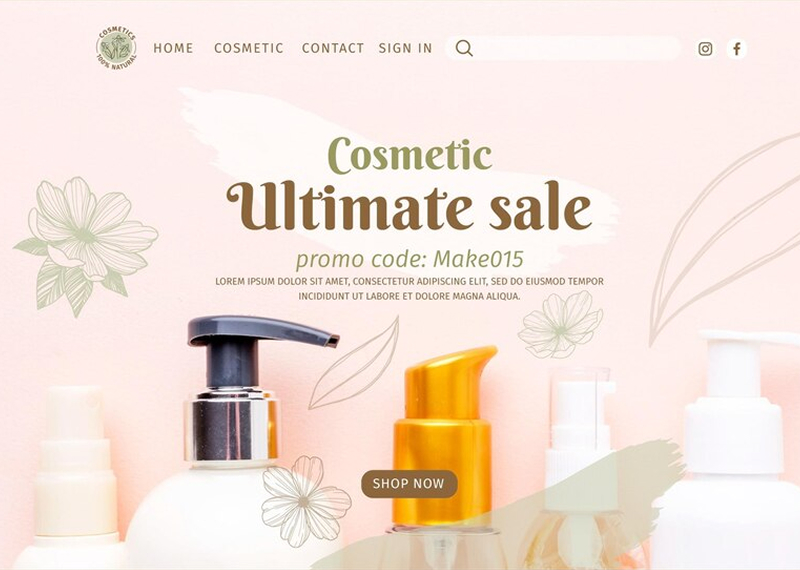 COSMETICS
100% NATURAL
HOME COSMETIC CONTACT SIGN IN
Cosmetic
Ultimate sale
promo code: Make015
LOREM IPSUM DOLOR SIT AMET, CONSECTETUR ADIPISCING ELIT, SED DO EIUSMOD TEMPOR
INCIDIDUNT UT LABORE ET DOLORE MAGNA ALIQUA.
SHOP NOW